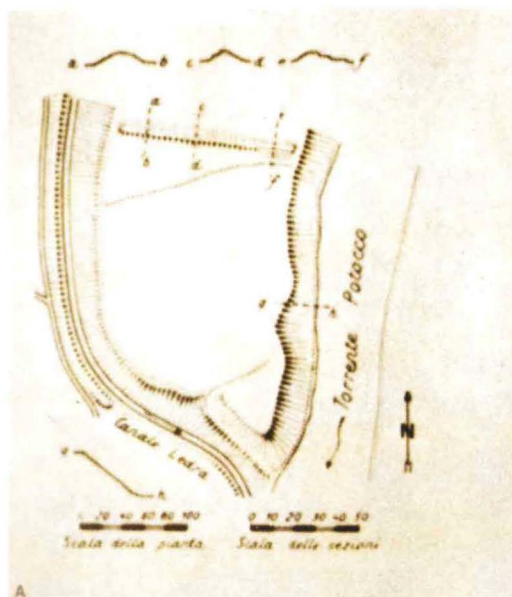 a b c d e f
a c e
b d f
g h
Torrente Potocco
Canale Ledra
N
g
h
20 40 60 80 100 0 10 20 30 40 50
Scala della pianta Scala delle sezioni
A